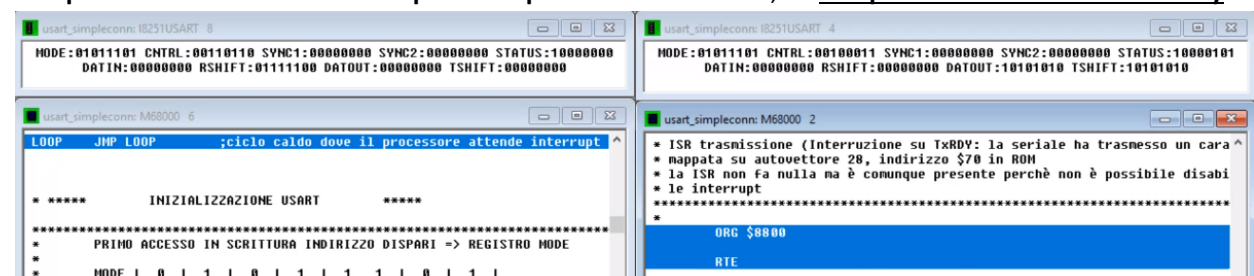 usart_simpleconn: I8251USART 8
MODE:01011101 CNTRL:00110110 SYNC1:00000000 SYNC2:00000000 STATUS:10000000
DATIN:00000000 RSHIFT:01111100 DATOUT:00000000 TSHIFT:00000000
usart_simpleconn: I8251USART 4
MODE:01011101 CNTRL:00100011 SYNC1:00000000 SYNC2:00000000 STATUS:10000101
DATIN:00000000 RSHIFT:00000000 DATOUT:10101010 TSHIFT:10101010
usart_simpleconn: M68000 6
LOOP JMP LOOP ;ciclo caldo dove il processore attende interrupt
* ***** INIZIALIZZAZIONE USART *****
* PRIMO ACCESSO IN SCRITTURA INDIRIZZO DISPARI => REGISTRO MODE
*
* MODE | 0 | 1 | 0 | 1 | 1 1 | 0 | 1 |
usart_simpleconn: M68000 2
* ISR trasmissione (Interruzione su TxRDY: la seriale ha trasmesso un cara
* mappata su autovettore 28, indirizzo $70 in ROM
* la ISR non fa nulla ma è comunque presente perchè non è possibile disabi
* le interrupt
*
ORG $8800
RTE